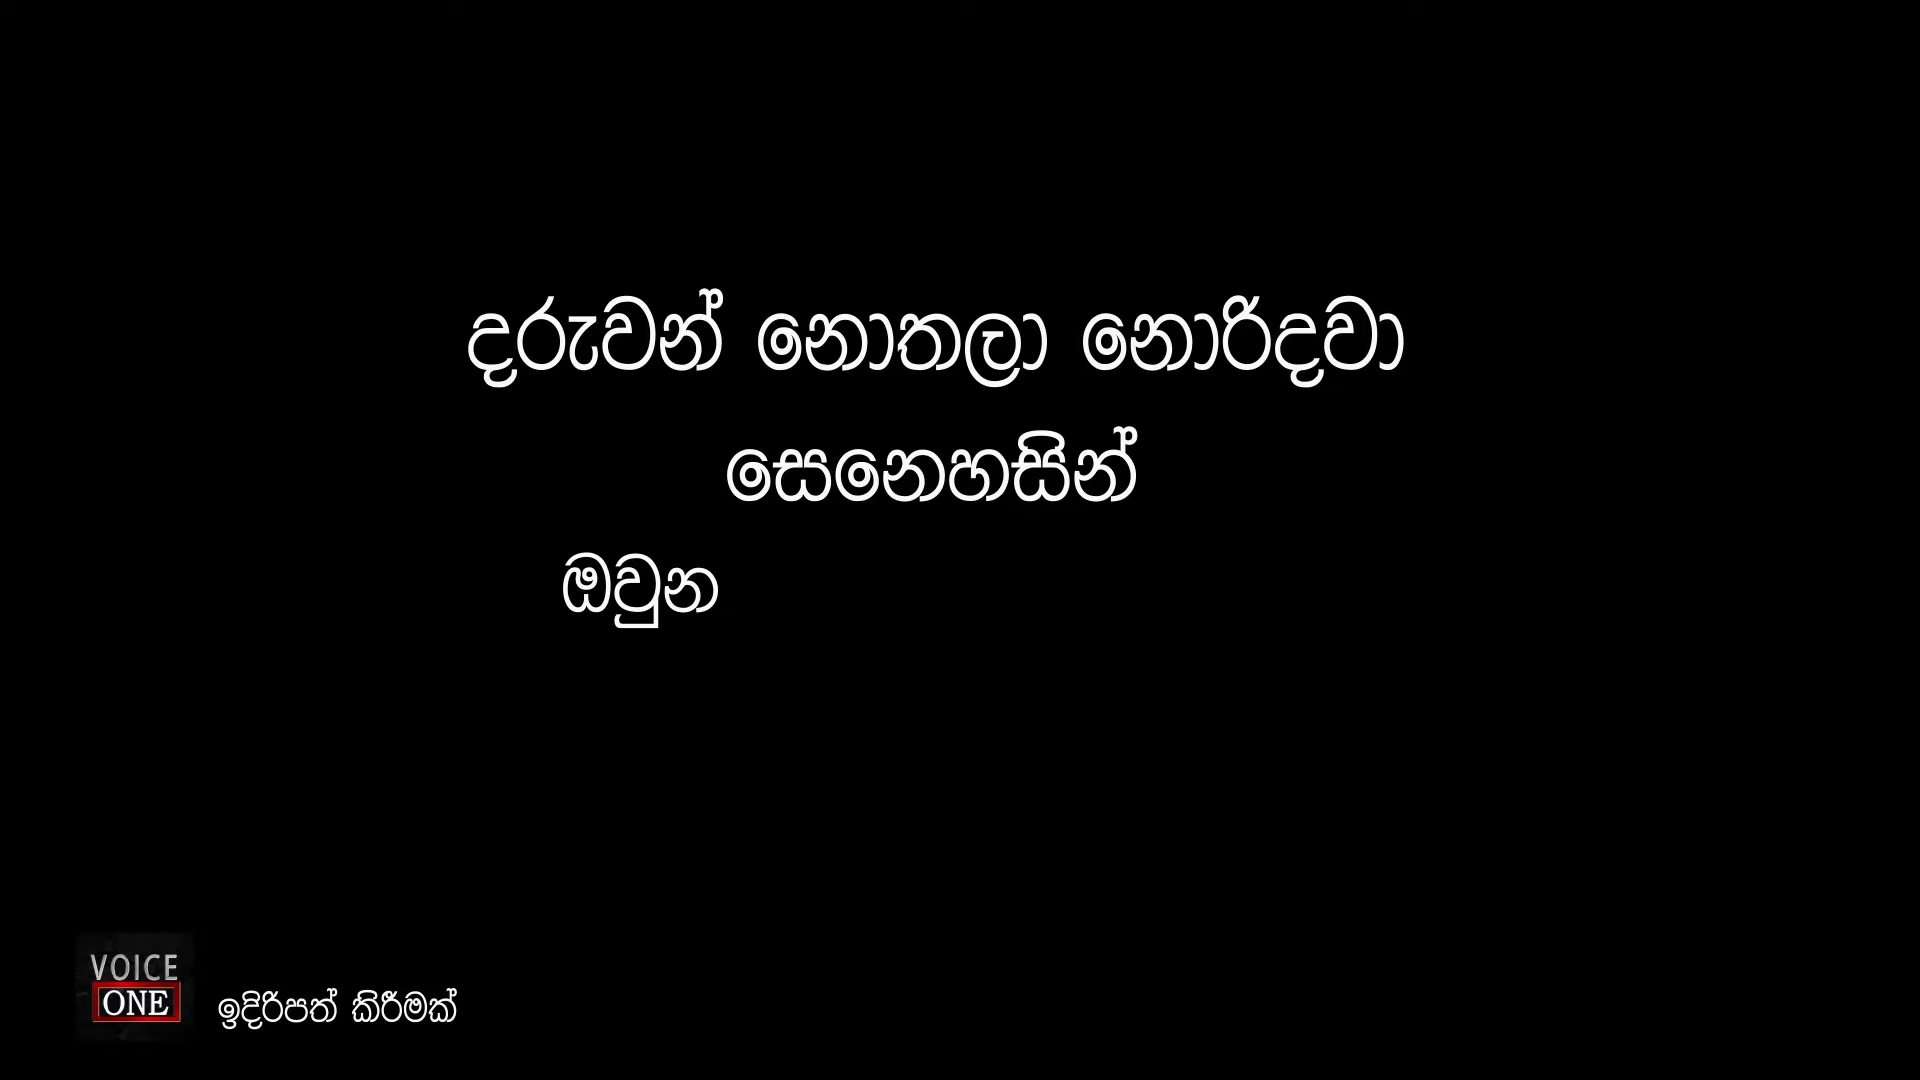 දරුවන් නොතලා නොරිදවා
සෙනෙහසින්
ඔවුන
VOICE
ONE
ඉදිරිපත් කිරීමක්